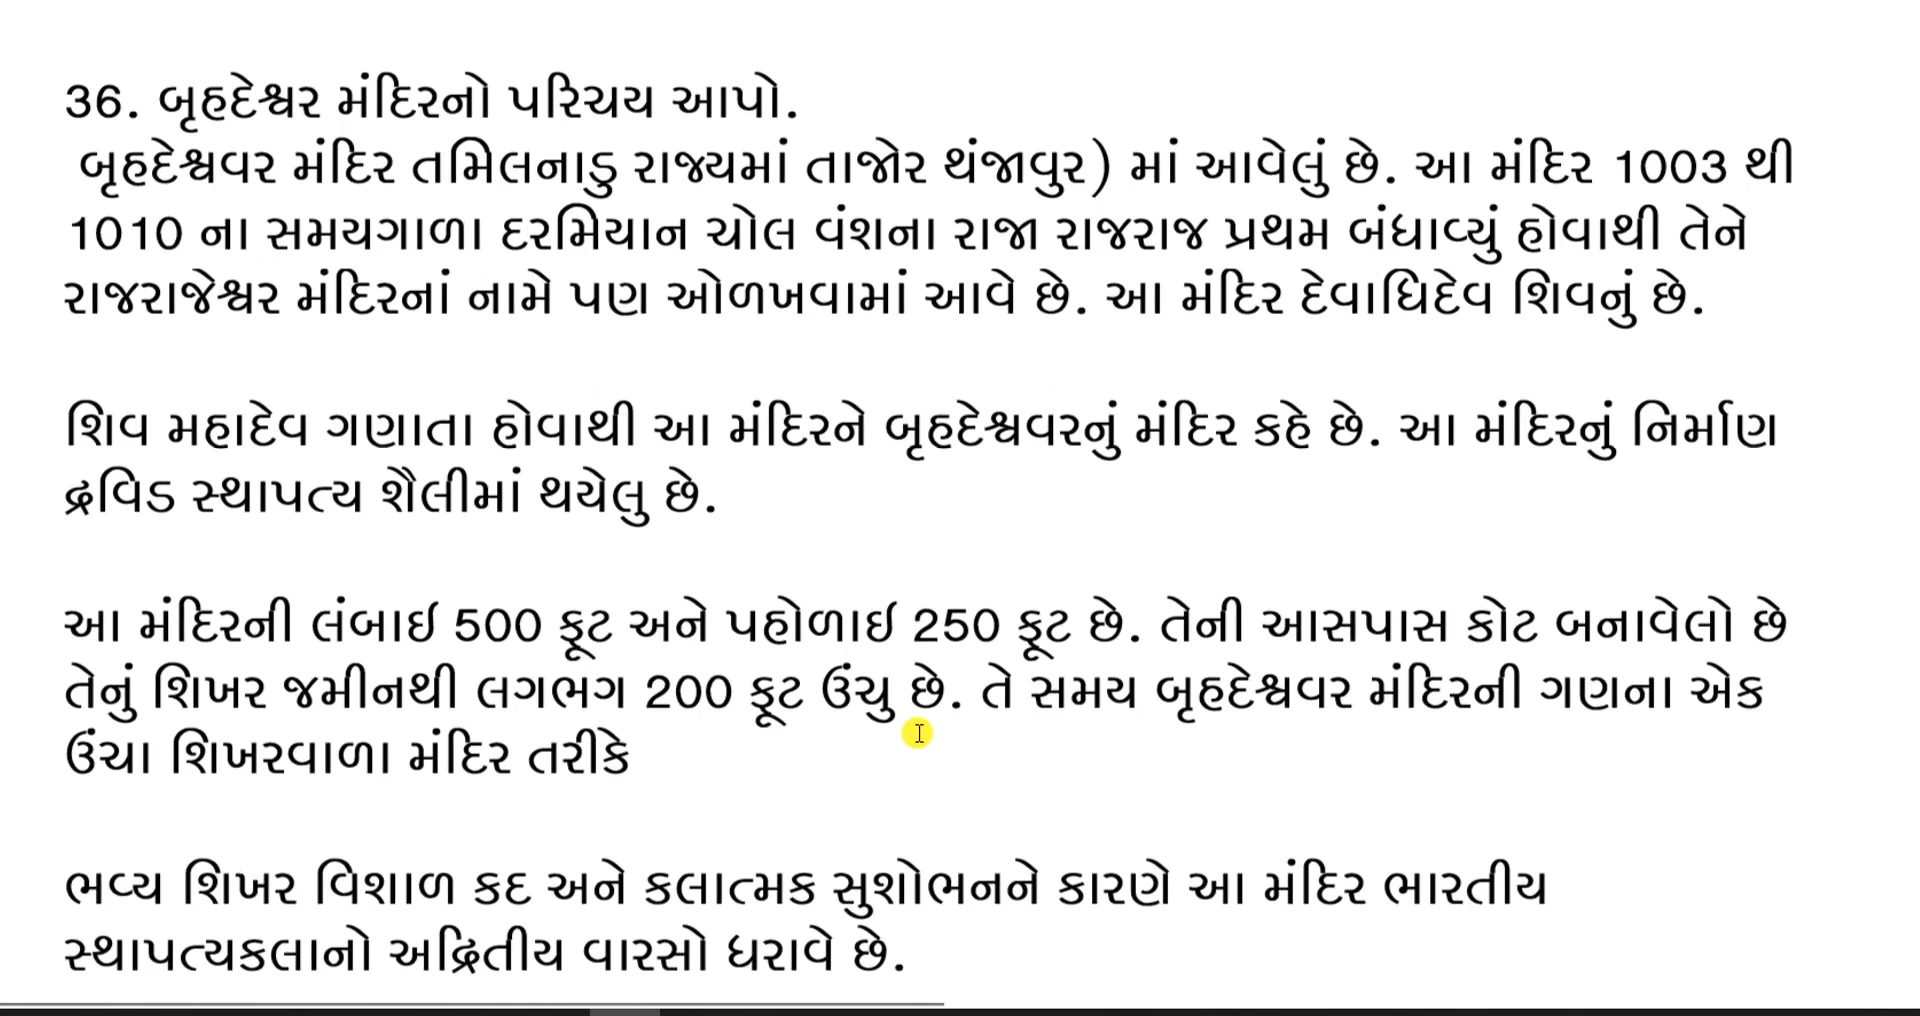 36. બૃહદેશ્વર મંદિરનો પરિચય આપો.
બૃહદેશ્વવર મંદિર તમિલનાડુ રાજ્યમાં તાજોર થંજાવુર) માં આવેલું છે. આ મંદિર 1003 થી
1010 ના સમયગાળા દરમિયાન ચોલ વંશના રાજા રાજરાજ પ્રથમ બંધાવ્યું હોવાથી તેને
રાજરાજેશ્વર મંદિરનાં નામે પણ ઓળખવામાં આવે છે. આ મંદિર દેવાધિદેવ શિવનું છે.
શિવ મહાદેવ ગણાતા હોવાથી આ મંદિરને બૃહદેશ્વવરનું મંદિર કહે છે. આ મંદિરનું નિર્માણ
દ્રવિડ સ્થાપત્ય શૈલીમાં થયેલુ છે.
આ મંદિરની લંબાઈ 500 ફૂટ અને પહોળાઈ 250 ફૂટ છે. તેની આસપાસ કોટ બનાવેલો છે
તેનું શિખર જમીનથી લગભગ 200 ફૂટ ઉંચુ છે. તે સમય બૃહદેશ્વવર મંદિરની ગણના એક
ઉંચા શિખરવાળા મંદિર તરીકે
ભવ્ય શિખર વિશાળ કદ અને કલાત્મક સુશોભનને કારણે આ મંદિર ભારતીય
સ્થાપત્યકલાનો અદ્રિતીય વારસો ધરાવે છે.